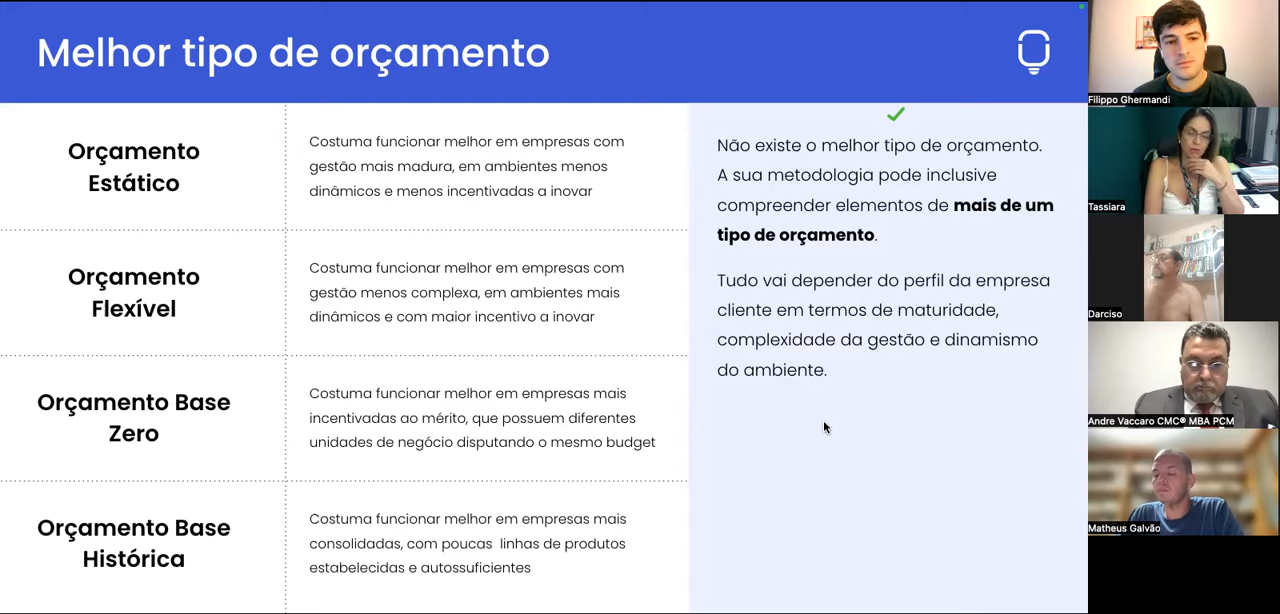 Melhor tipo de orçamento
Orçamento
Estático
Costuma funcionar melhor em empresas com
gestão mais madura, em ambientes menos
dinâmicos e menos incentivadas a inovar
Orçamento
Flexível
Costuma funcionar melhor em empresas com
gestão menos complexa, em ambientes mais
dinâmicos e com maior incentivo a inovar
Orçamento Base
Zero
Costuma funcionar melhor em empresas mais
incentivadas ao mérito, que possuem diferentes
unidades de negócio disputando o mesmo budget
Orçamento Base
Histórica
Costuma funcionar melhor em empresas mais
consolidadas, com poucas  linhas de produtos
estabelecidas e autossuficientes
Não existe o melhor tipo de orçamento.
A sua metodologia pode inclusive
compreender elementos de mais de um
tipo de orçamento.
Tudo vai depender do perfil da empresa
cliente em termos de maturidade,
complexidade da gestão e dinamismo
do ambiente.
Filippo Ghermandi
Tassiara
Darciso
Andre Vaccaro CMC® MBA PCM
Matheus Galvão